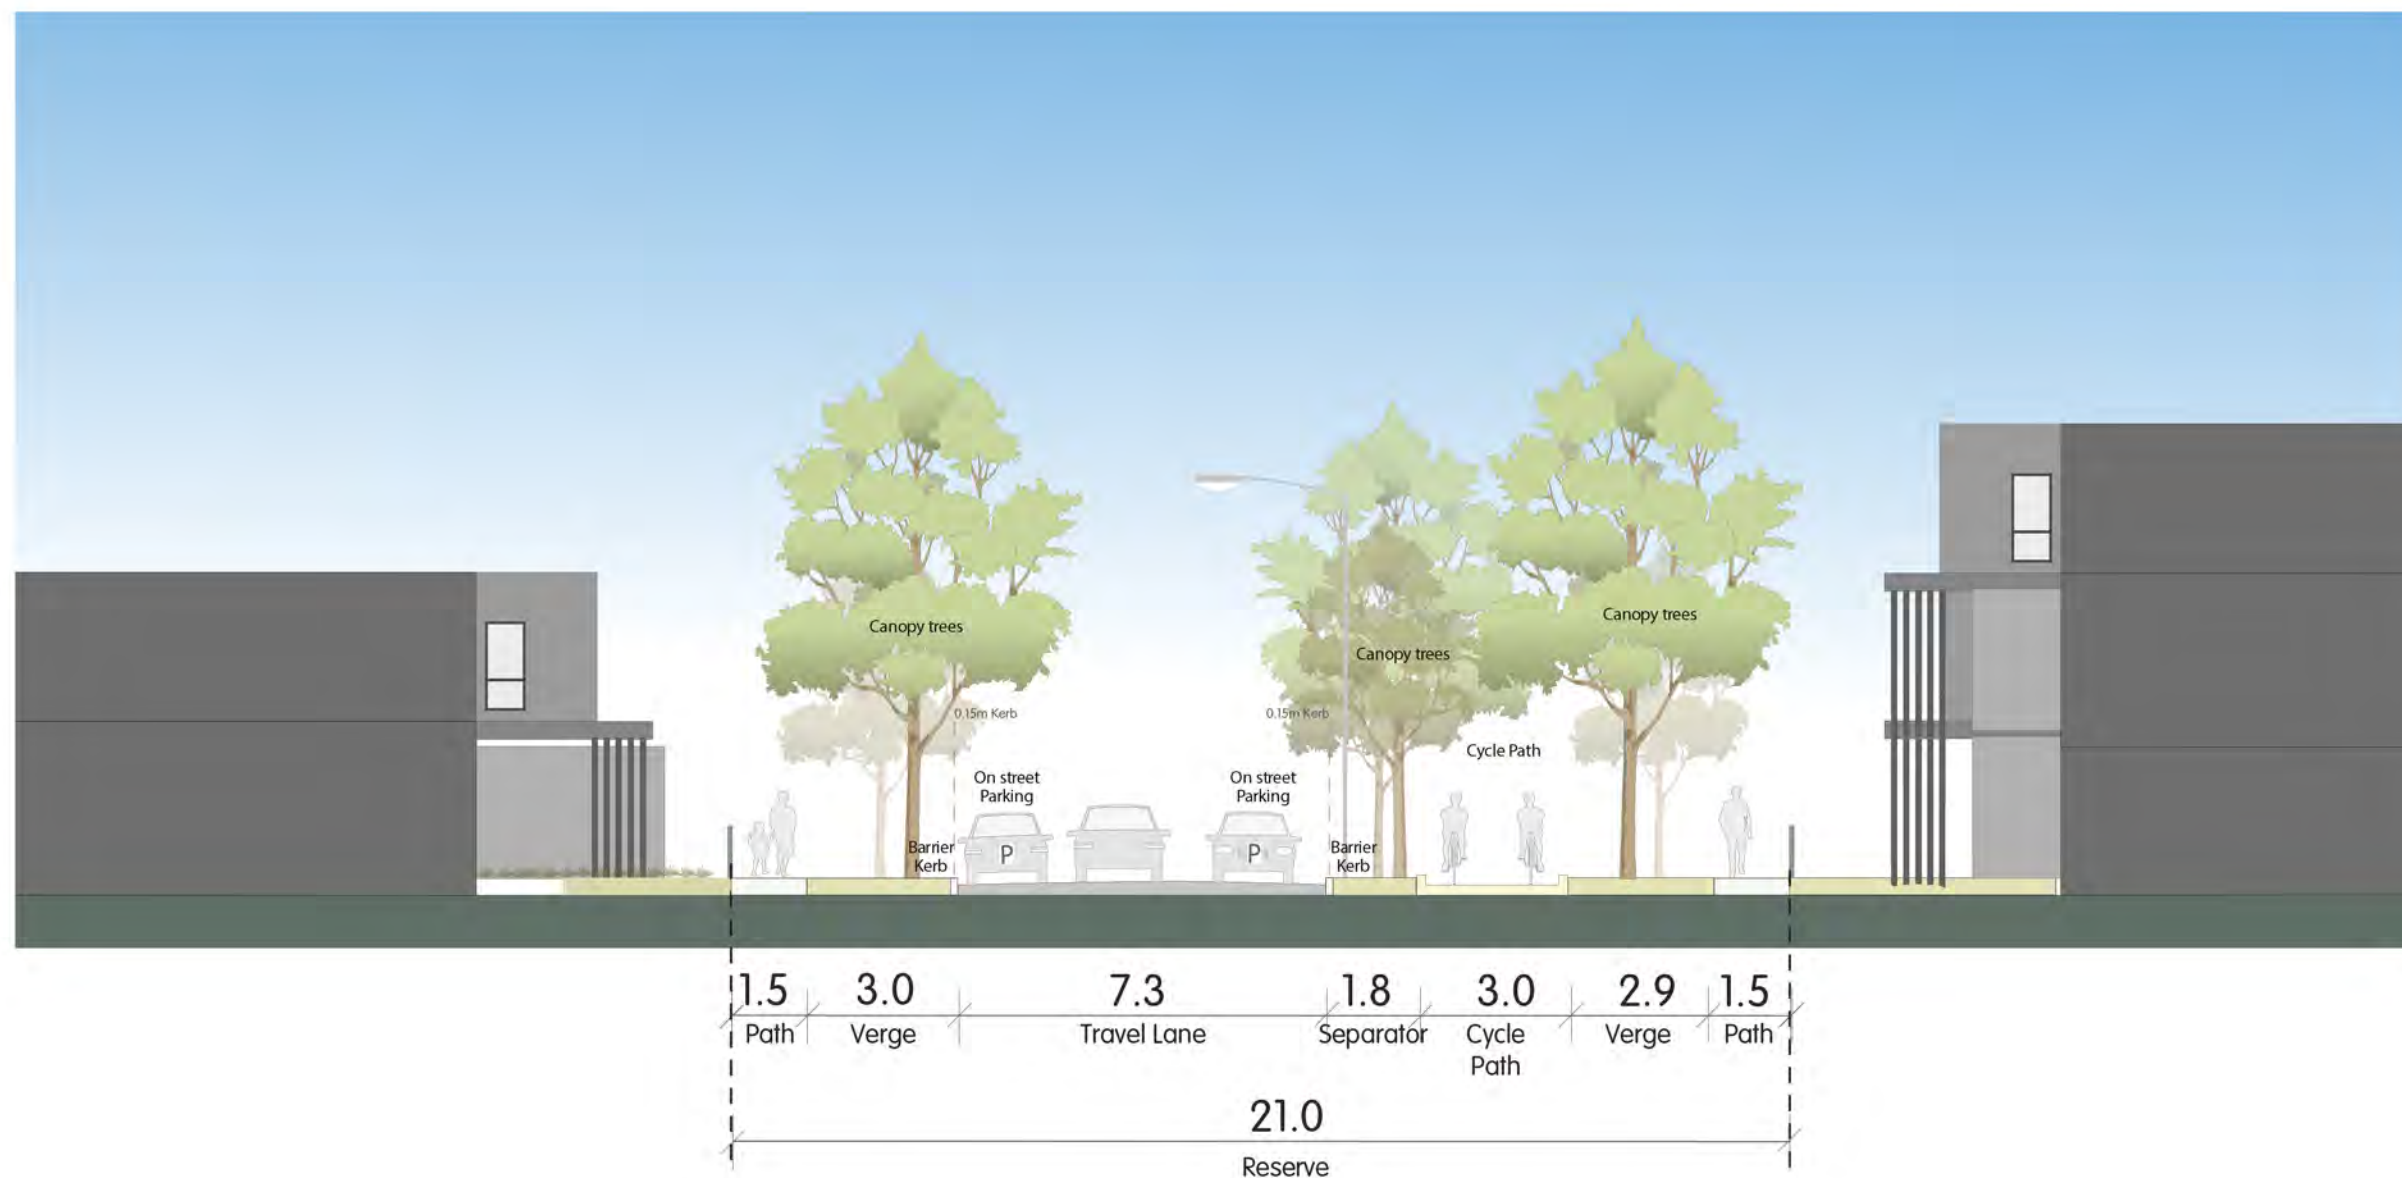 Canopy trees
Canopy trees
Canopy trees
0.15m Kerb
0.15m Kerb
Cycle Path
On street
Parking
On street
Parking
Barrier
Kerb
P
P
Barrier
Kerb
1.5
3.0
7.3
1.8
3.0
2.9
1.5
Path
Verge
Travel Lane
Separator
Cycle
Path
Verge
Path
21.0
Reserve